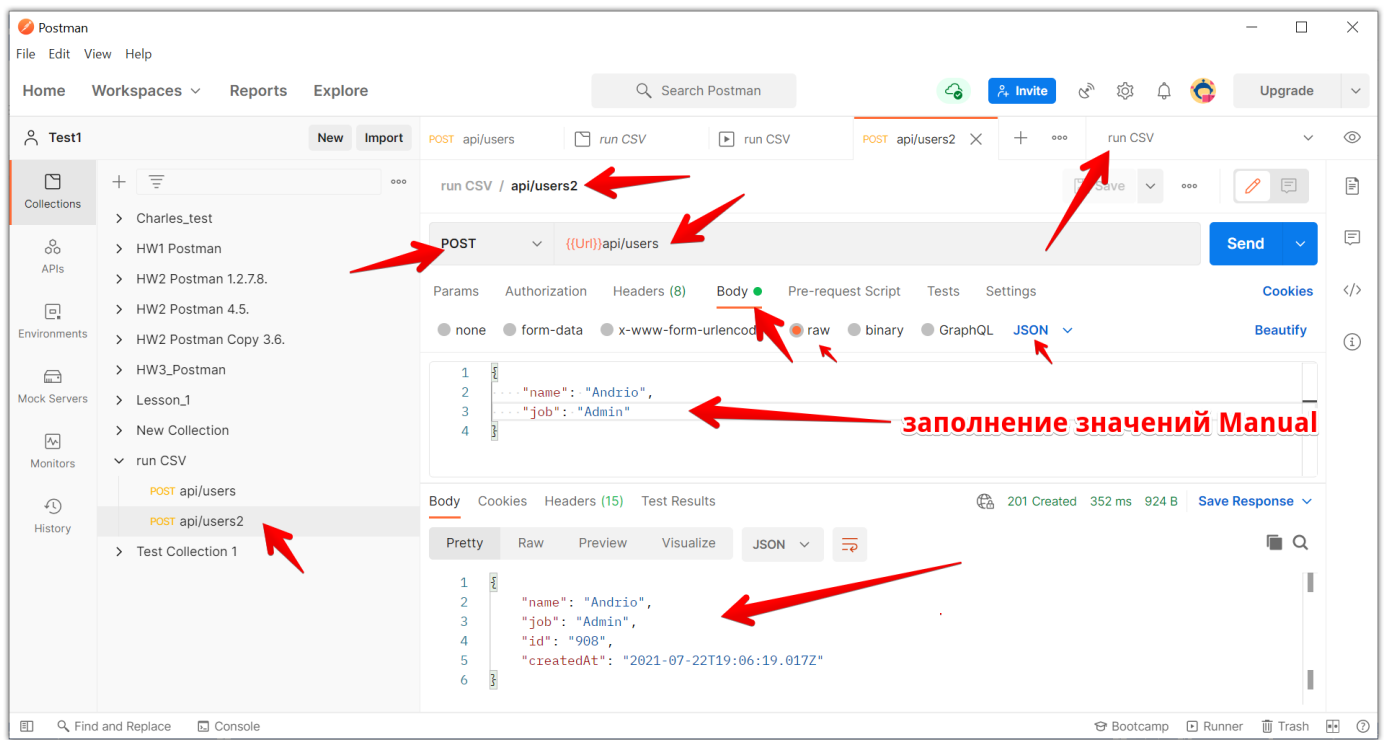 Postman
File Edit View Help
Home Workspaces Reports Explore Search Postman Invite Upgrade
Test1 New Import
POST api/users run CSV run CSV POST api/users2 run CSV
run CSV / api/users2 Save
Collections
APIs
Environments
Mock Servers
Monitors
History
Charles_test
HW1 Postman
HW2 Postman 1.2.7.8.
HW2 Postman 4.5.
HW2 Postman Copy 3.6.
HW3_Postman
Lesson_1
New Collection
run CSV
POST api/users
POST api/users2
Test Collection 1
POST {{Url}}api/users Send
Params Authorization Headers (8) Body Pre-request Script Tests Settings Cookies
none form-data x-www-form-urlencod raw binary GraphQL JSON Beautify
1 {
2 "name": "Andrio",
3 "job": "Admin"
4 }
заполнение значений Manual
Body Cookies Headers (15) Test Results 201 Created 352 ms 924 B Save Response
Pretty Raw Preview Visualize JSON
1 {
2 "name": "Andrio",
3 "job": "Admin",
4 "id": "908",
5 "createdAt": "2021-07-22T19:06:19.017Z"
6 }
Find and Replace Console Bootcamp Runner Trash